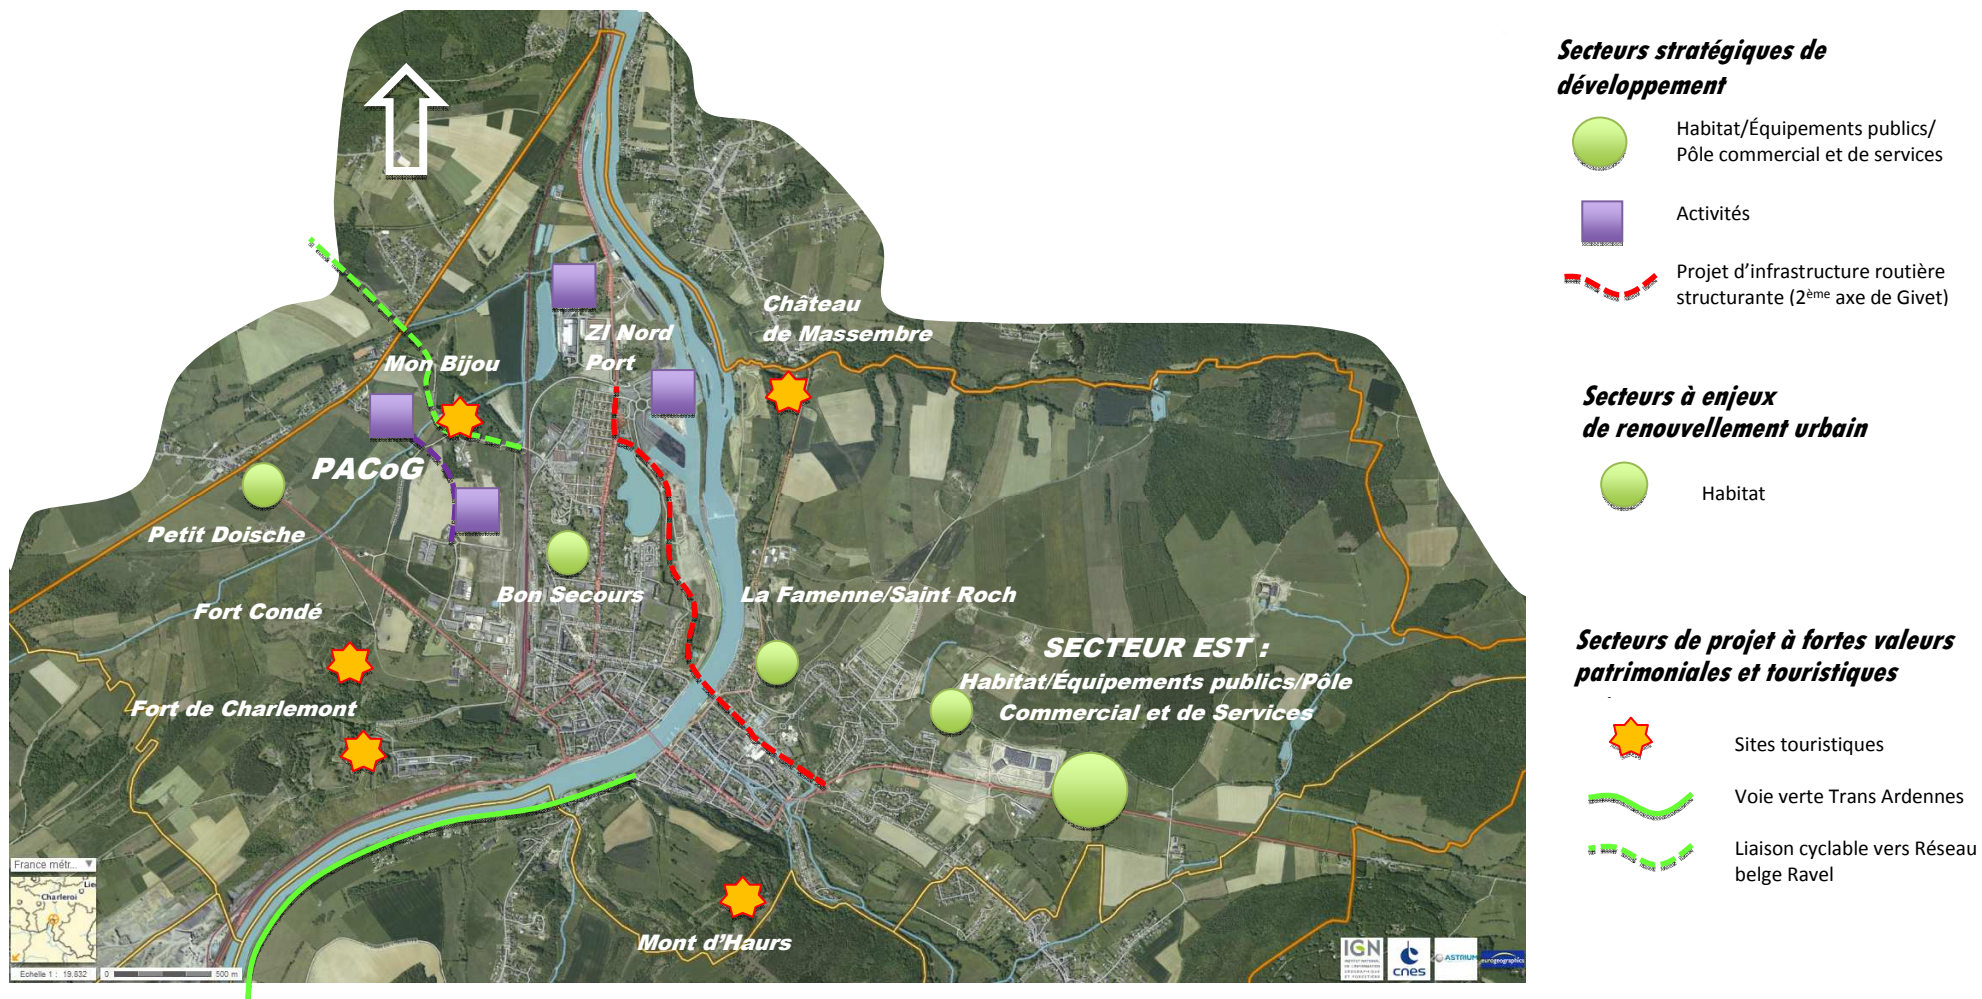 Château
de Massembre
ZI Nord
Port
Mon Bijou
PACoG
Petit Doische
Bon Secours
La Famenne/Saint Roch
Fort Condé
SECTEUR EST :
Habitat/Équipements publics/Pôle
Commercial et de Services
Fort de Charlemont
Mont d'Haurs
France métr...
Charleroi
Echelle 1 : 19.832
0 500 m
IGN
cnes
ASTRIUM
eurogeographics
Secteurs stratégiques de
développement
Habitat/Équipements publics/
Pôle commercial et de services
Activités
Projet d'infrastructure routière
structurante (2ème axe de Givet)
Secteurs à enjeux
de renouvellement urbain
Habitat
Secteurs de projet à fortes valeurs
patrimoniales et touristiques
Sites touristiques
Voie verte Trans Ardennes
Liaison cyclable vers Réseau
belge Ravel